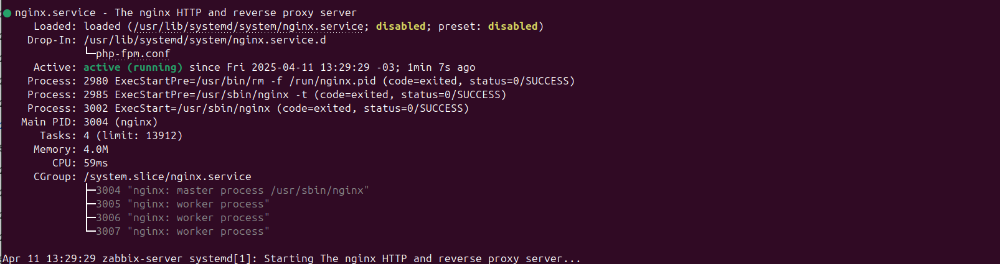 ● nginx.service - The nginx HTTP and reverse proxy server
Loaded: loaded (/usr/lib/systemd/system/nginx.service; disabled; preset: disabled)
Drop-In: /usr/lib/systemd/system/nginx.service.d
└─php-fpm.conf
Active: active (running) since Fri 2025-04-11 13:29:29 -03; 1min 7s ago
Process: 2980 ExecStartPre=/usr/bin/rm -f /run/nginx.pid (code=exited, status=0/SUCCESS)
Process: 2985 ExecStartPre=/usr/sbin/nginx -t (code=exited, status=0/SUCCESS)
Process: 3002 ExecStart=/usr/sbin/nginx (code=exited, status=0/SUCCESS)
Main PID: 3004 (nginx)
Tasks: 4 (limit: 13912)
Memory: 4.0M
CPU: 59ms
CGroup: /system.slice/nginx.service
├─3004 "nginx: master process /usr/sbin/nginx"
├─3005 "nginx: worker process"
├─3006 "nginx: worker process"
└─3007 "nginx: worker process"
Apr 11 13:29:29 zabbix-server systemd[1]: Starting The nginx HTTP and reverse proxy server...